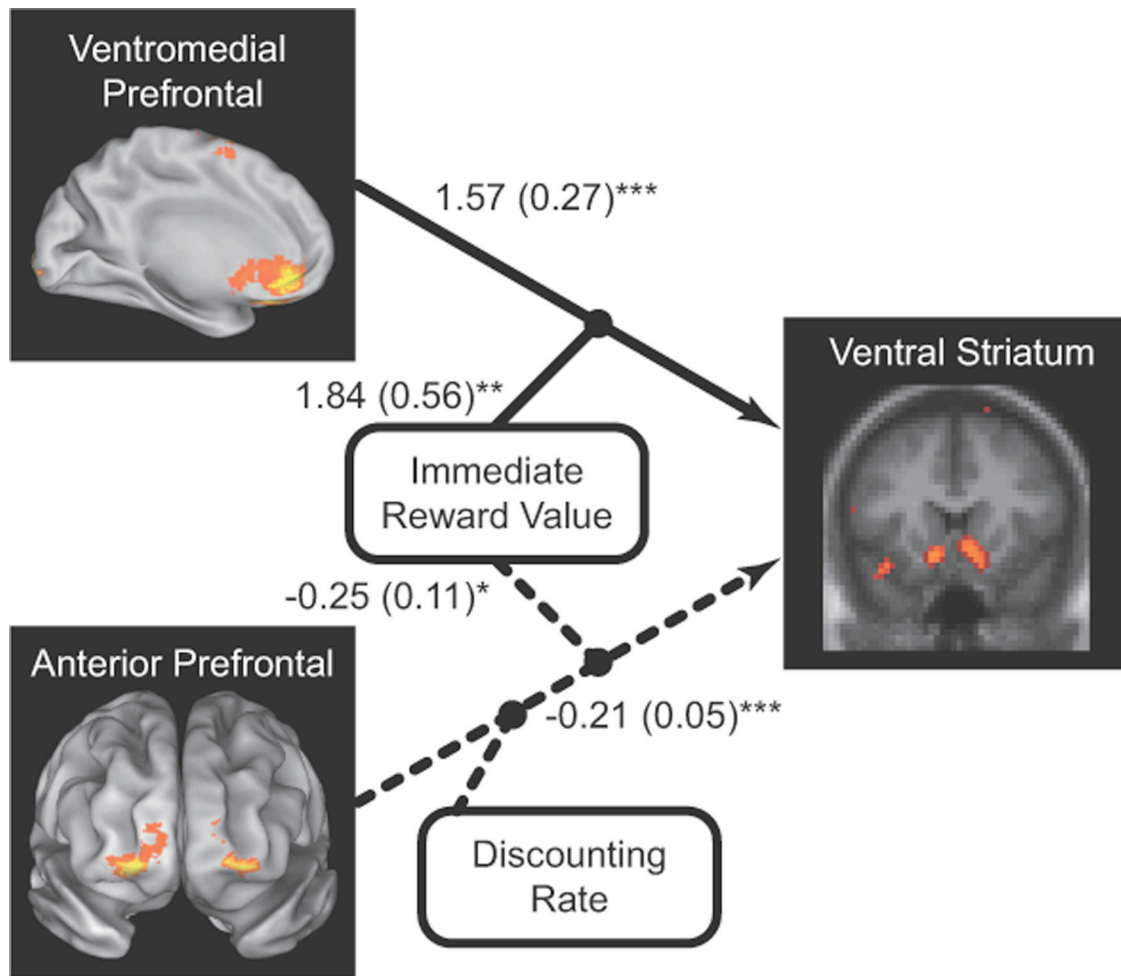 Ventromedial
Prefrontal
1.57 (0.27)***
Ventral Striatum
1.84 (0.56)**
Immediate
Reward Value
-0.25 (0.11)*
Anterior Prefrontal
-0.21 (0.05)***
Discounting
Rate